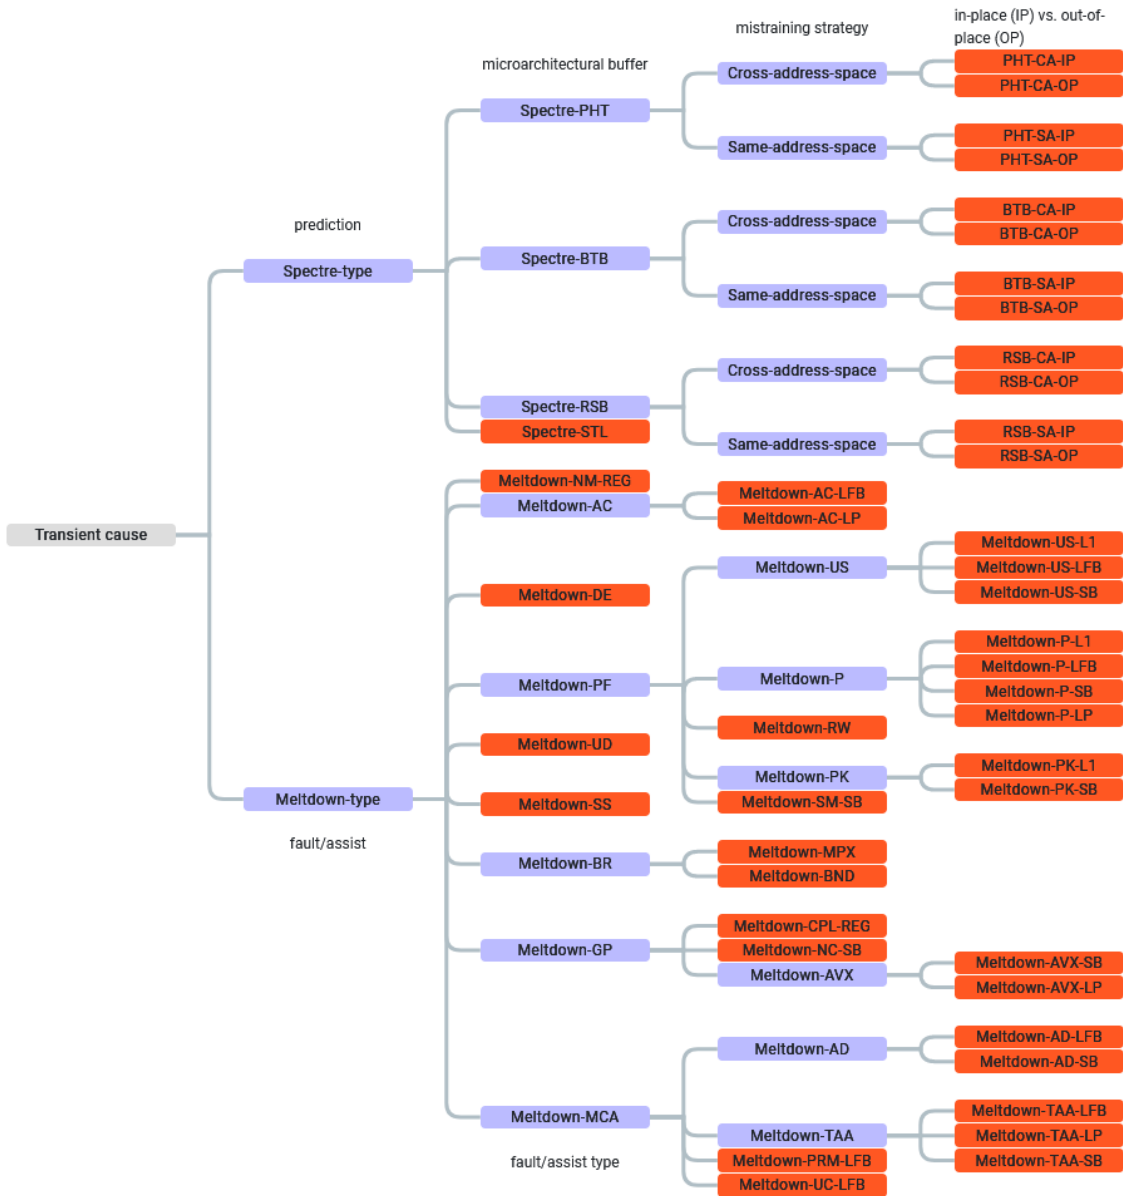 in-place (IP) vs. out-of-
place (OP)
mistraining strategy
microarchitectural buffer
prediction
Transient cause
Spectre-type
Spectre-PHT
Cross-address-space
PHT-CA-IP
PHT-CA-OP
Same-address-space
PHT-SA-IP
PHT-SA-OP
Spectre-BTB
Cross-address-space
BTB-CA-IP
BTB-CA-OP
Same-address-space
BTB-SA-IP
BTB-SA-OP
Spectre-RSB
Cross-address-space
RSB-CA-IP
RSB-CA-OP
Same-address-space
RSB-SA-IP
RSB-SA-OP
Spectre-STL
Meltdown-type
fault/assist
Meltdown-NM-REG
Meltdown-AC
Meltdown-AC-LFB
Meltdown-AC-LP
Meltdown-DE
Meltdown-PF
Meltdown-US
Meltdown-US-L1
Meltdown-US-LFB
Meltdown-US-SB
Meltdown-P
Meltdown-P-L1
Meltdown-P-LFB
Meltdown-P-SB
Meltdown-P-LP
Meltdown-RW
Meltdown-PK
Meltdown-PK-L1
Meltdown-PK-SB
Meltdown-SM-SB
Meltdown-UD
Meltdown-SS
Meltdown-BR
Meltdown-MPX
Meltdown-BND
Meltdown-GP
Meltdown-CPL-REG
Meltdown-NC-SB
Meltdown-AVX
Meltdown-AVX-SB
Meltdown-AVX-LP
Meltdown-MCA
Meltdown-AD
Meltdown-AD-LFB
Meltdown-AD-SB
Meltdown-TAA
Meltdown-TAA-LFB
Meltdown-TAA-LP
Meltdown-TAA-SB
Meltdown-PRM-LFB
Meltdown-UC-LFB
fault/assist type